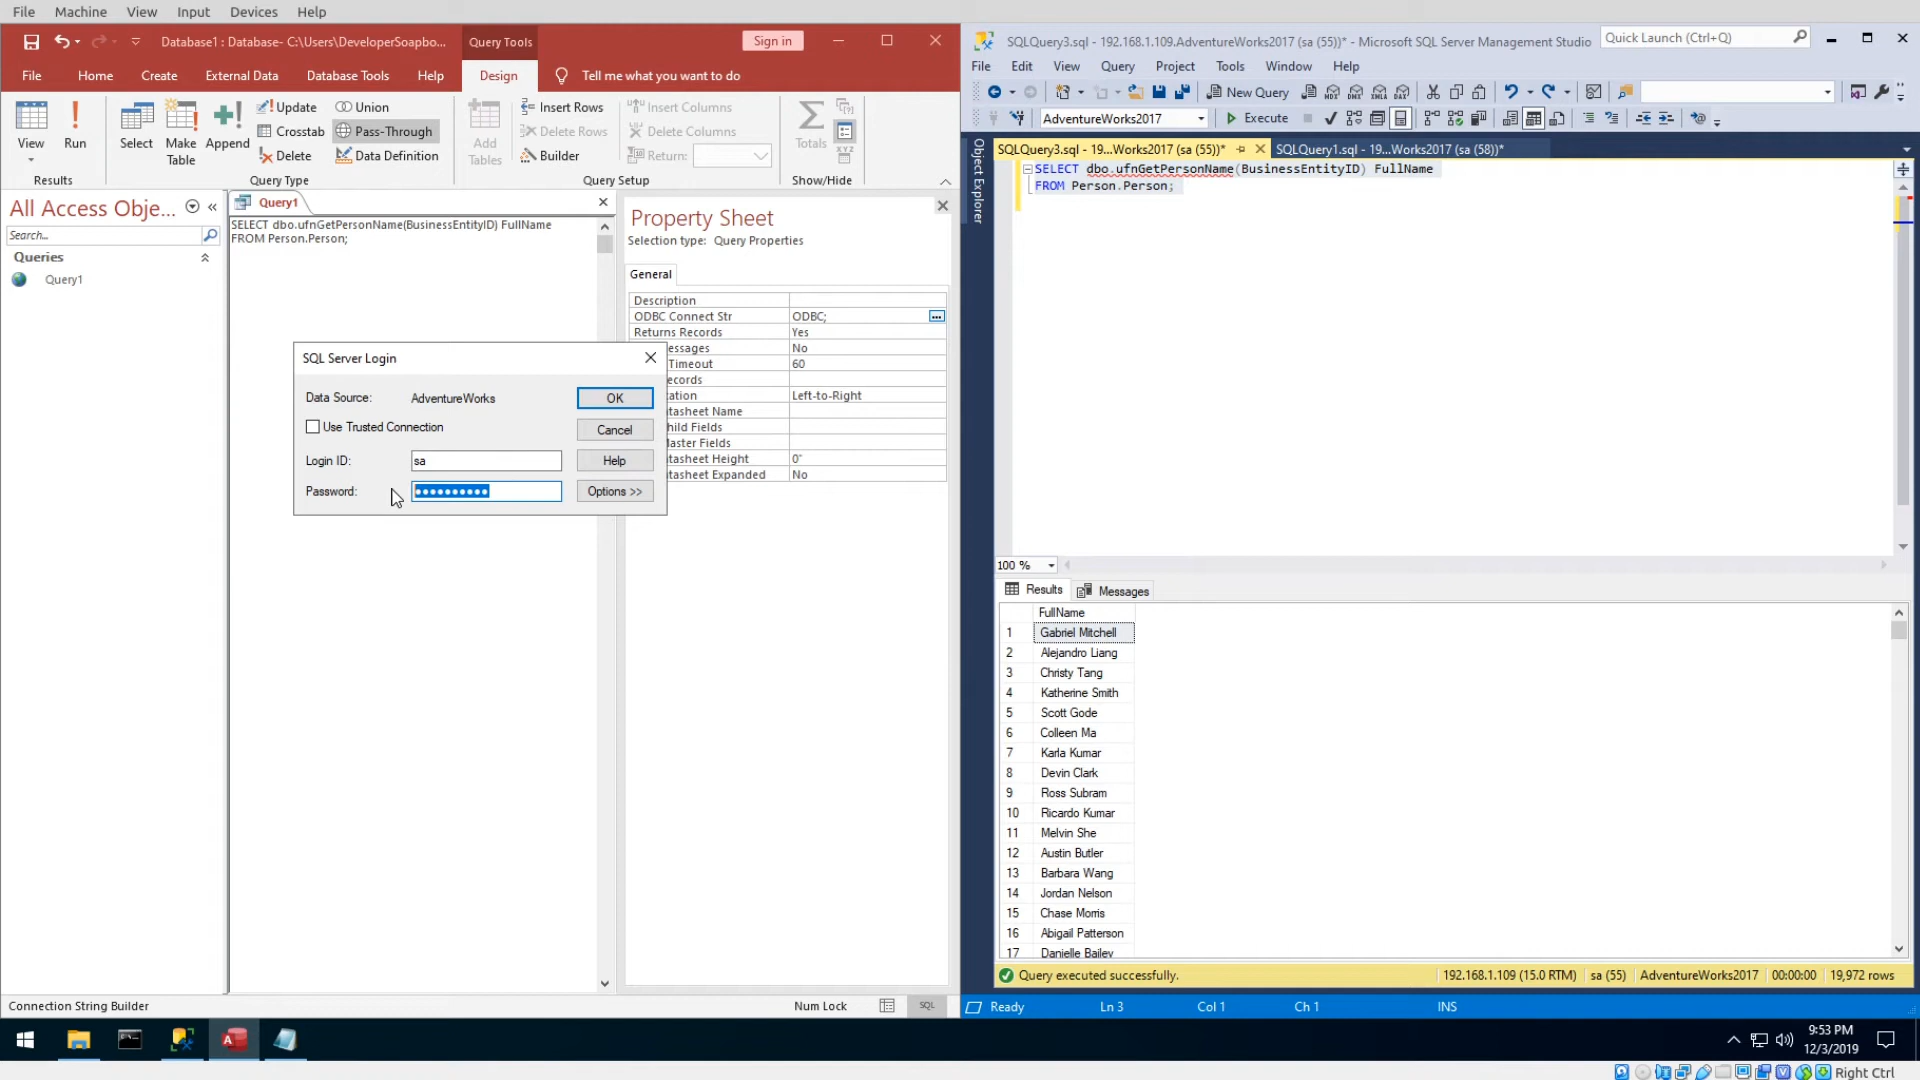 File Machine View Input Devices Help
Database1 : Database- C:\Users\DeveloperSoapbo... Query Tools Sign in
File Home Create External Data Database Tools Help Design Tell me what you want to do
View
Run
Results
Select
Make Table
Append
Update
Crosstab
Delete
Union
Pass-Through
Data Definition
Query Type
Add Tables
Insert Rows
Delete Rows
Builder
Insert Columns
Delete Columns
Return:
Query Setup
Totals
Show/Hide
All Access Obje...
Search...
Queries
Query1
Query1
SELECT dbo.ufnGetPersonName(BusinessEntityID) FullName
FROM Person.Person;
Property Sheet
Selection type: Query Properties
General
Description
ODBC Connect Str ODBC;
Returns Records Yes
essages No
Timeout 60
ecords
tation Left-to-Right
tasheet Name
hild Fields
aster Fields
tasheet Height 0"
tasheet Expanded No
SQL Server Login
Data Source: AdventureWorks OK
Use Trusted Connection Cancel
Login ID: sa Help
Password: Options >>
Connection String Builder Num Lock SQL
SQLQuery3.sql - 192.168.1.109.AdventureWorks2017 (sa (55))* - Microsoft SQL Server Management Studio Quick Launch (Ctrl+Q)
File Edit View Query Project Tools Window Help
New Query MDX DMX XMLA DAX
AdventureWorks2017 Execute
Object Explorer
SQLQuery3.sql - 19...Works2017 (sa (55))* SQLQuery1.sql - 19...Works2017 (sa (58))*
SELECT dbo.ufnGetPersonName(BusinessEntityID) FullName
FROM Person.Person;
100 %
Results Messages
FullName
1 Gabriel Mitchell
2 Alejandro Liang
3 Christy Tang
4 Katherine Smith
5 Scott Gode
6 Colleen Ma
7 Karla Kumar
8 Devin Clark
9 Ross Subram
10 Ricardo Kumar
11 Melvin She
12 Austin Butler
13 Barbara Wang
14 Jordan Nelson
15 Chase Morris
16 Abigail Patterson
17 Danielle Bailey
Query executed successfully. 192.168.1.109 (15.0 RTM) sa (55) AdventureWorks2017 00:00:00 19,972 rows
Ready Ln 3 Col 1 Ch 1 INS
9:53 PM
12/3/2019
Right Ctrl